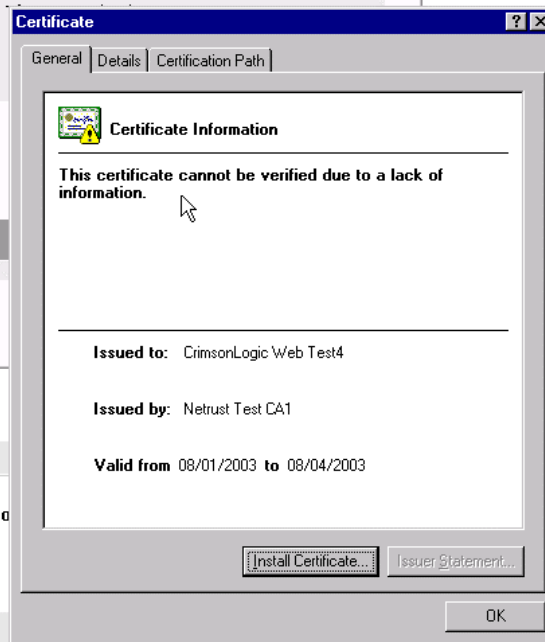 Certificate
General Details Certification Path
Certificate Information
This certificate cannot be verified due to a lack of
information.
Issued to: CrimsonLogic Web Test4
Issued by: Netrust Test CA1
Valid from 08/01/2003 to 08/04/2003
Install Certificate... Issuer Statement...
OK